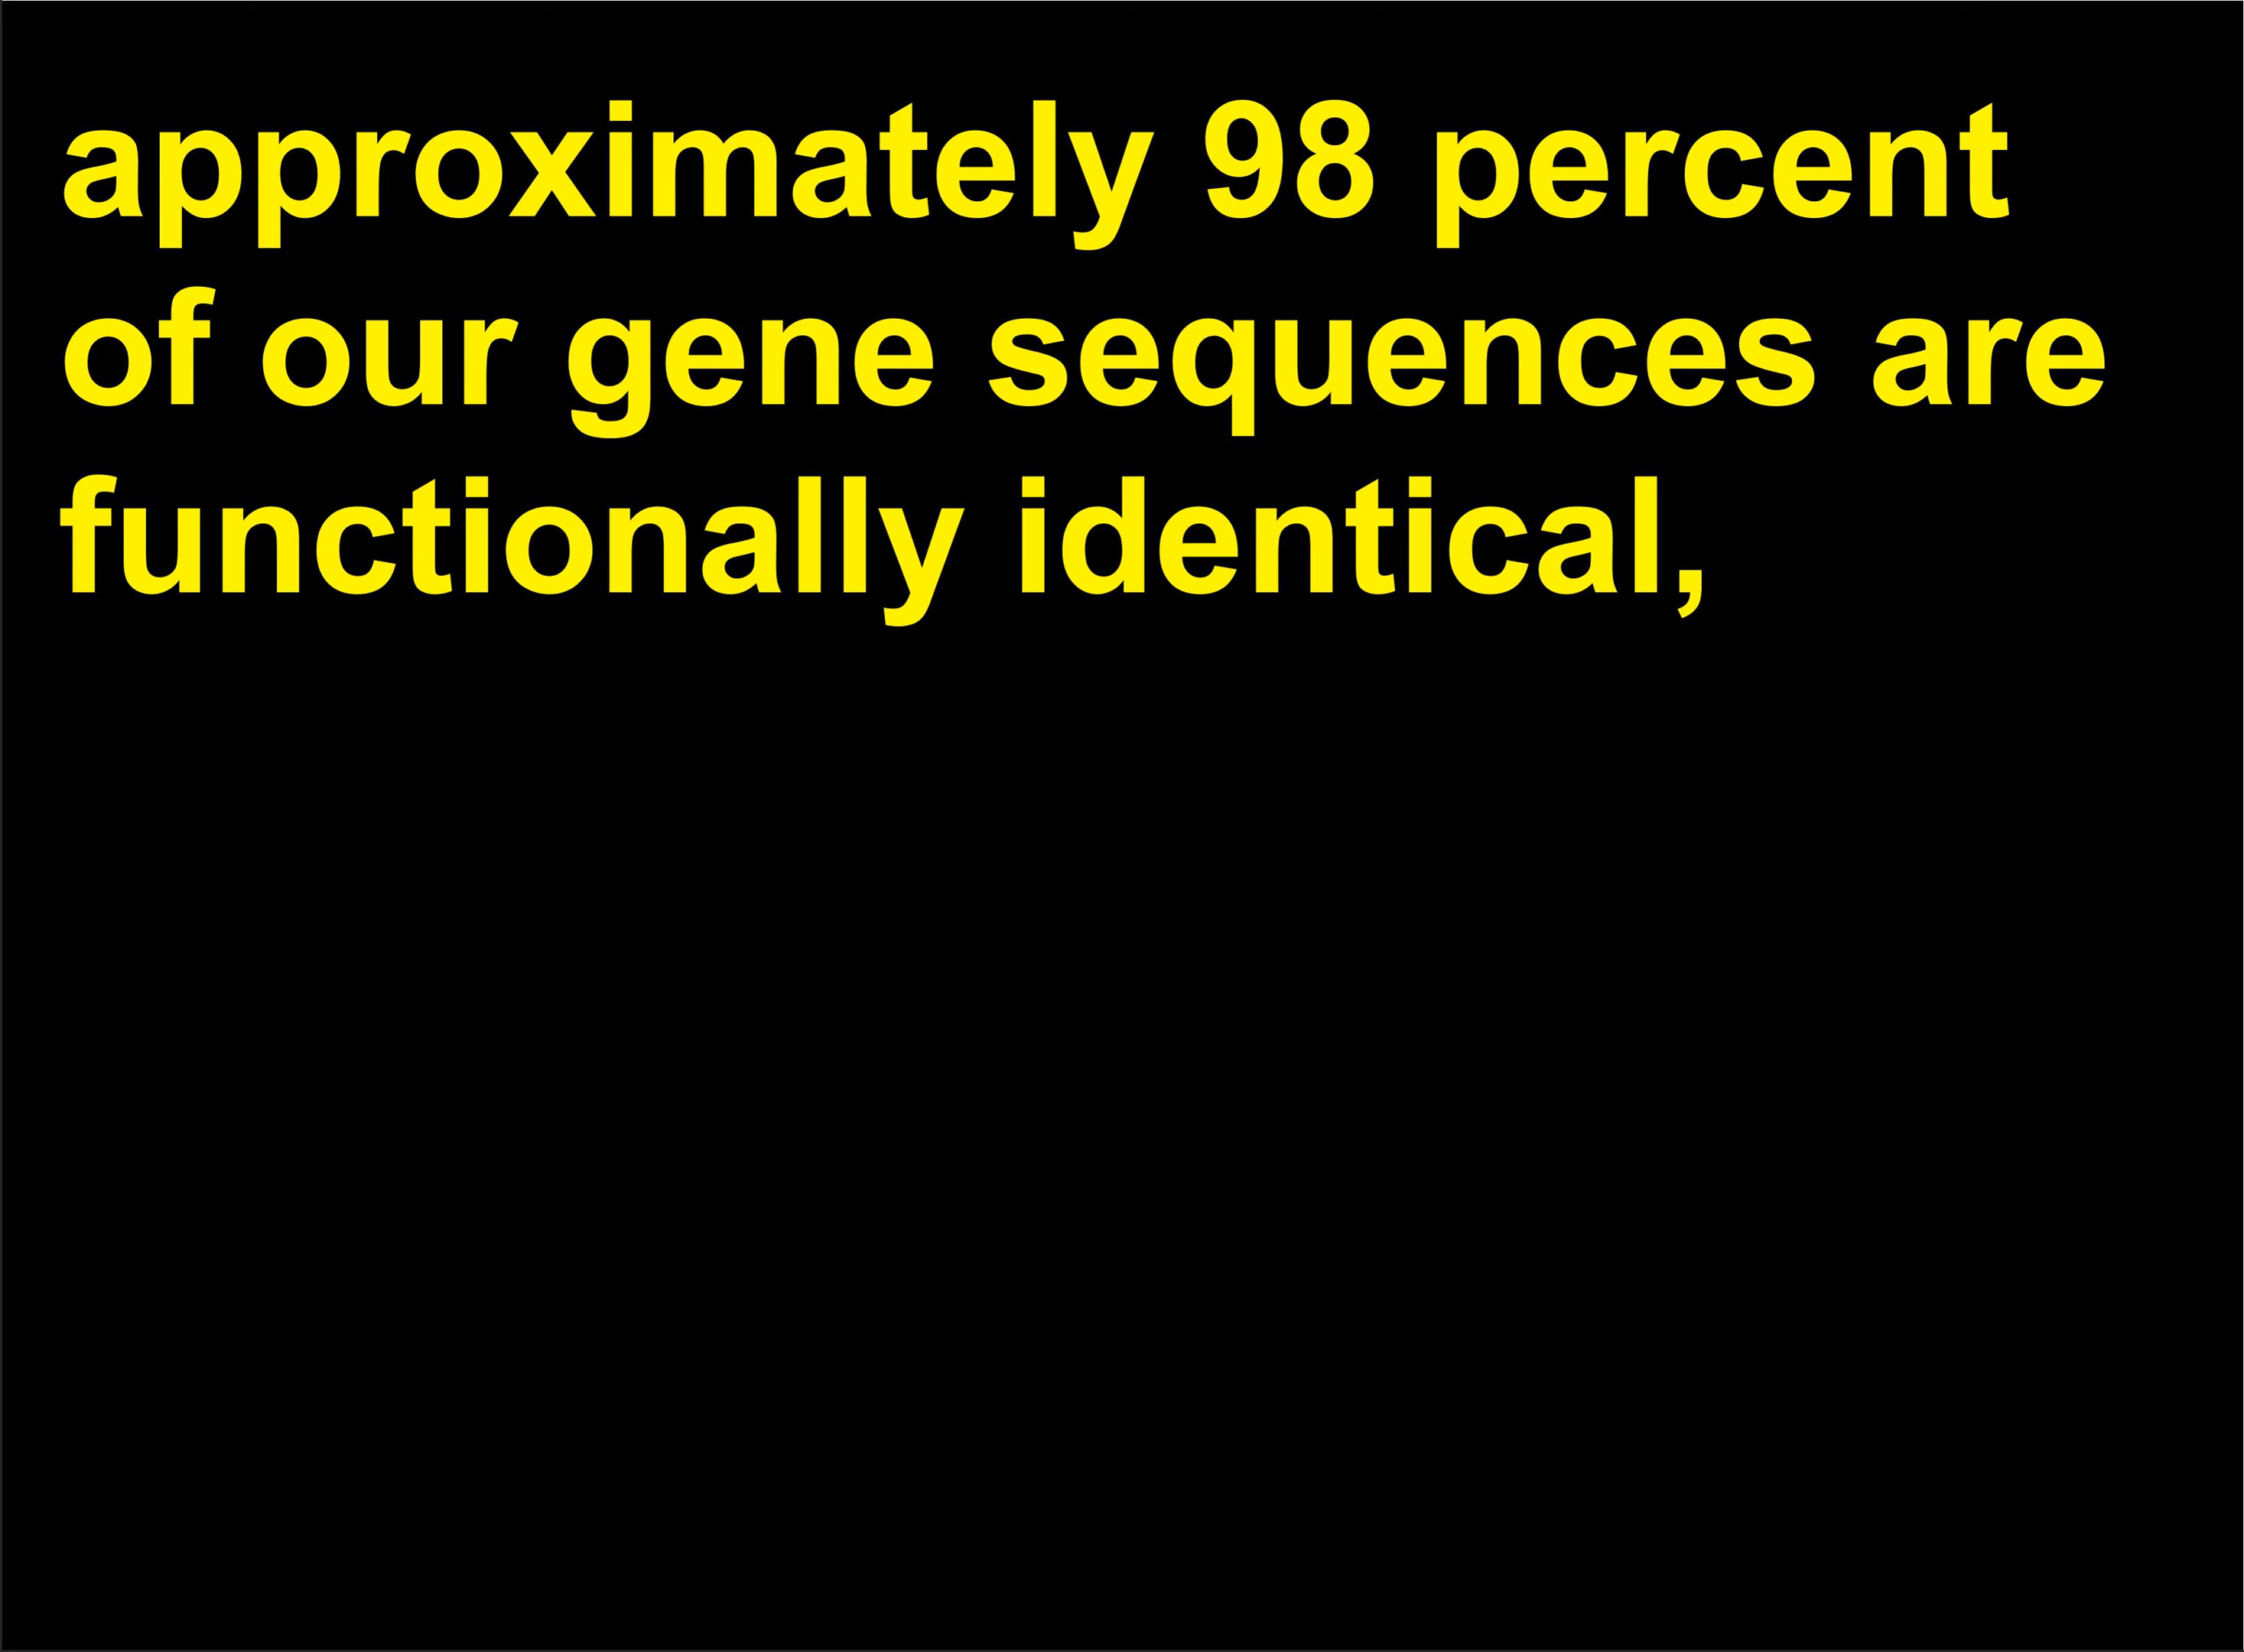 approximately 98 percent
of our gene sequences are
functionally identical,